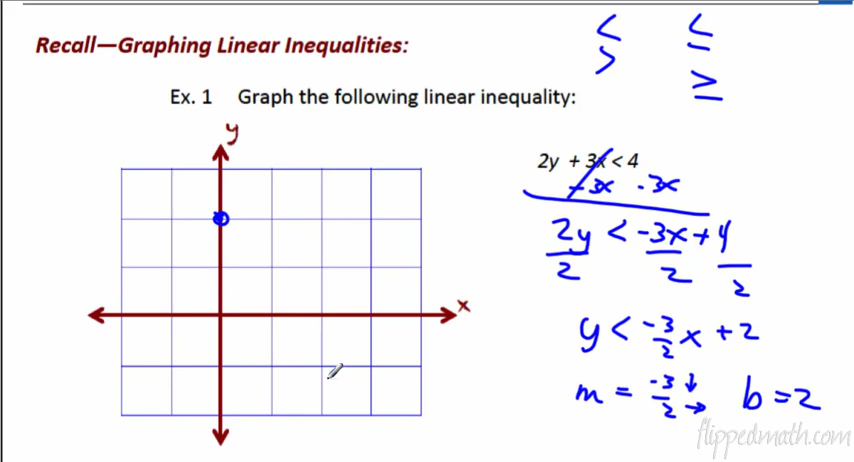 Recall—Graphing Linear Inequalities:
< ≤
> ≥
Ex. 1 Graph the following linear inequality:
y
x
2y + 3x < 4
-3x -3x
2y < -3x + 4
2 2 2
y < -3/2 x + 2
m = -3↓/2→ b = 2
flippedmath.com